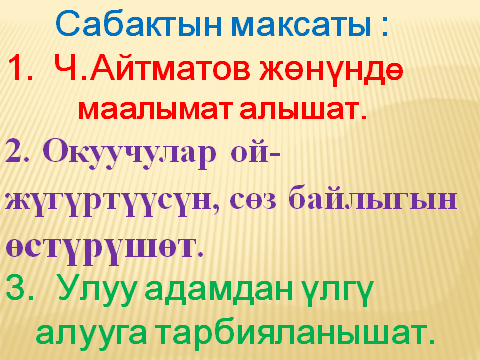 Сабактын максаты :
1. Ч.Айтматов жөнүндө
маалымат алышат.
2. Окуучулар ой-
жүгүртүүсүн, сөз байлыгын
өстүрүшөт.
3. Улуу адамдан үлгү
алууга тарбияланышат.